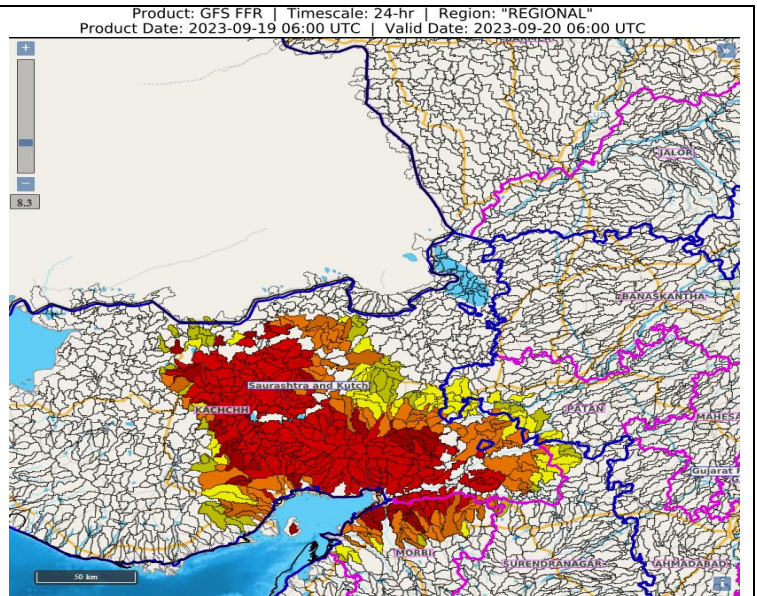 Product: GFS FFR | Timescale: 24-hr | Region: "REGIONAL"
Product Date: 2023-09-19 06:00 UTC | Valid Date: 2023-09-20 06:00 UTC
+
»
JALOR
−
8.3
BANASKANTHA
Saurashtra and Kutch
KACHCHH
PATAN
Gujarat
MORBI
SURENDRANAGAR
AHMADABAD
50 km
i